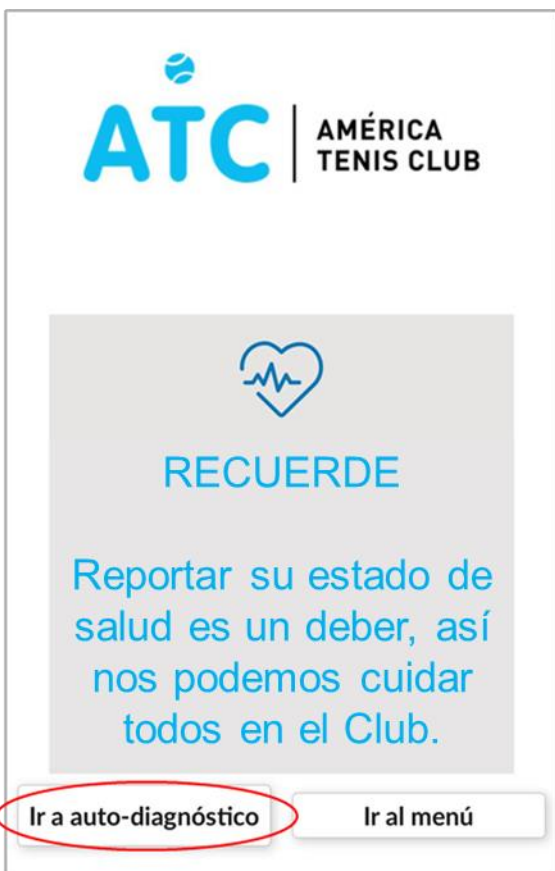 ATC
AMÉRICA
TENIS CLUB
RECUERDE
Reportar su estado de
salud es un deber, así
nos podemos cuidar
todos en el Club.
Ir a auto-diagnóstico
Ir al menú